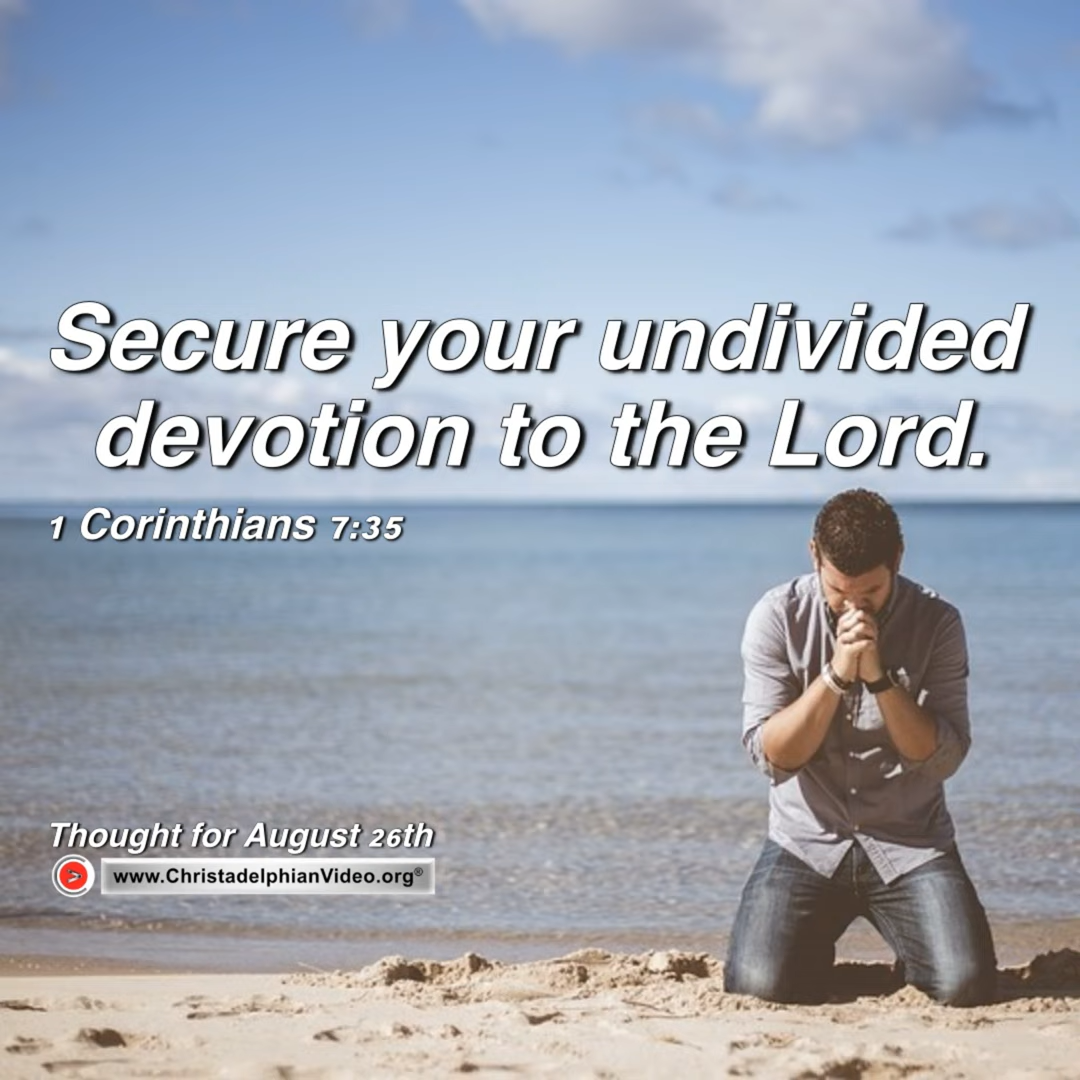 Secure your undivided
devotion to the Lord.
1 Corinthians 7:35
Thought for August 26th
www.ChristadelphianVideo.org®